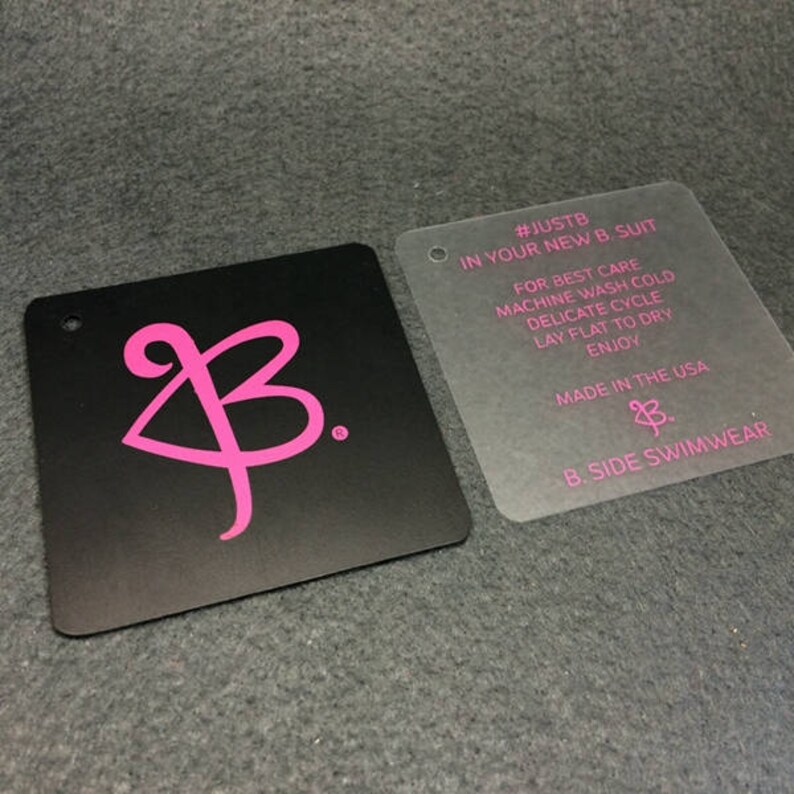 B.®
#JUSTB
IN YOUR NEW B. SUIT
FOR BEST CARE
MACHINE WASH COLD
DELICATE CYCLE
LAY FLAT TO DRY
ENJOY
MADE IN THE USA
B.
B. SIDE SWIMWEAR